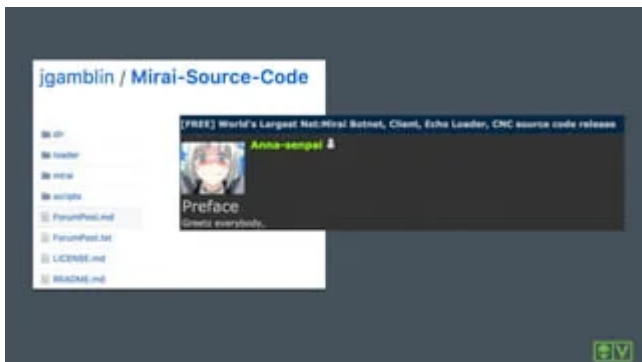 jgamblin / Mirai-Source-Code
dlr
loader
mirai
scripts
ForumPost.md
ForumPost.txt
LICENSE.md
README.md
[FREE] World's Largest Net:Mirai Botnet, Client, Echo Loader, CNC source code release
Anna-senpai
Preface
Greetz everybody,
V